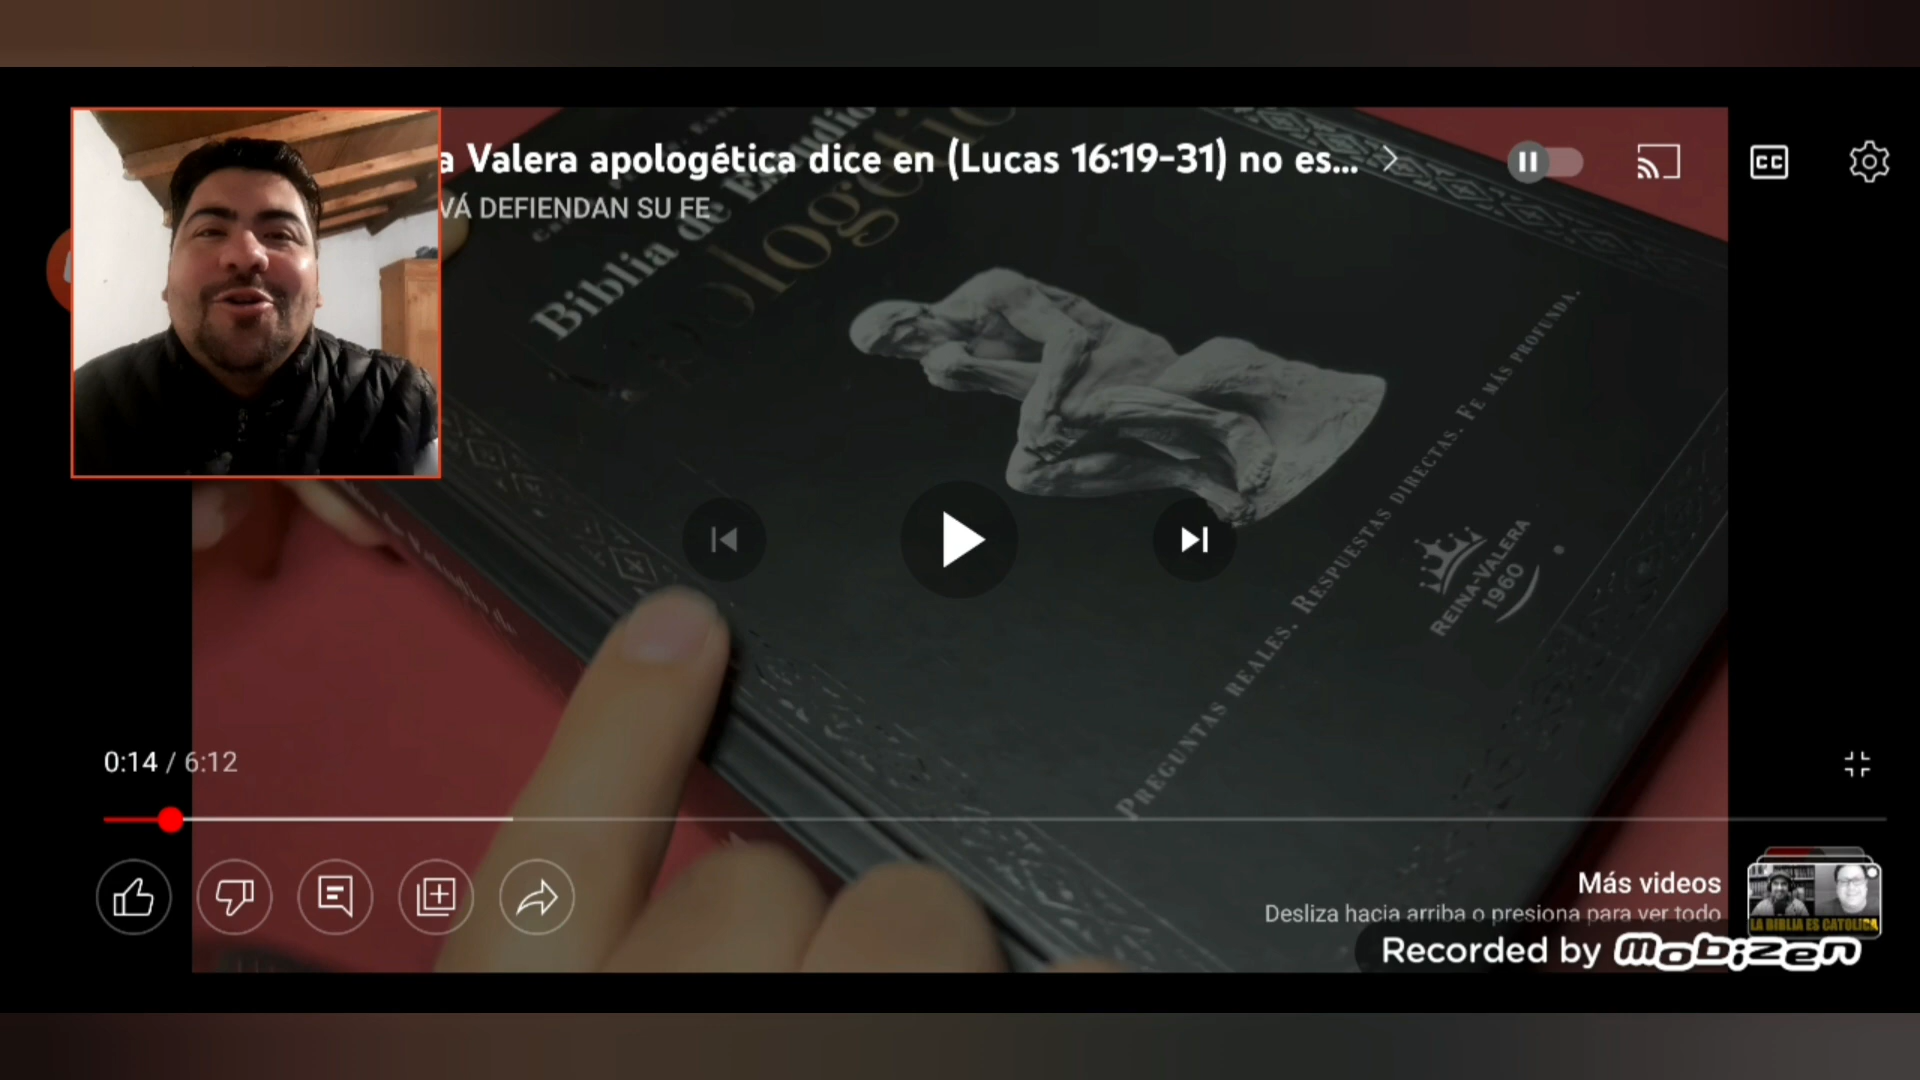 a Valera apologética dice en (Lucas 16:19-31) no es...
VÁ DEFIENDAN SU FE
CC
Biblia de Estudio
Apologética
PREGUNTAS REALES. RESPUESTAS DIRECTAS. FE MÁS PROFUNDA.
REINA-VALERA
1960
0:14 / 6:12
Más videos
Desliza hacia arriba o presiona para ver todo
LA BIBLIA ES CATOLICA
Recorded by Mobizen